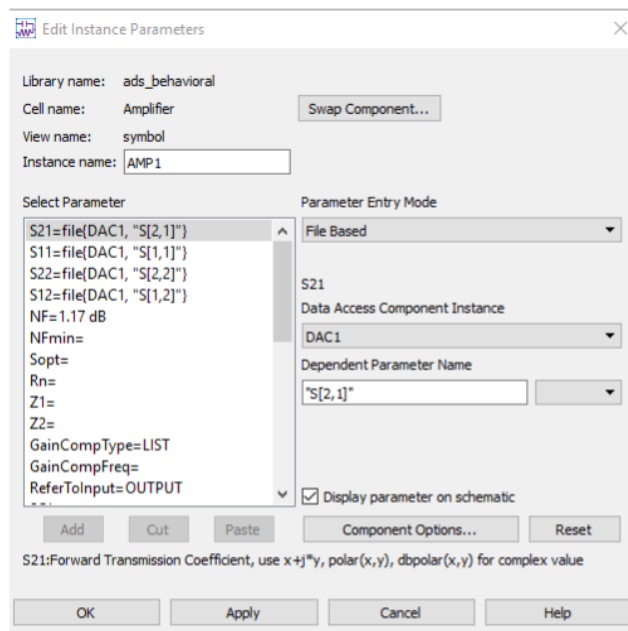 Edit Instance Parameters
Library name: ads_behavioral
Cell name: Amplifier
Swap Component...
View name: symbol
Instance name: AMP1
Select Parameter
S21=file{DAC1, "S[2,1]"}
S11=file{DAC1, "S[1,1]"}
S22=file{DAC1, "S[2,2]"}
S12=file{DAC1, "S[1,2]"}
NF=1.17 dB
NFmin=
Sopt=
Rn=
Z1=
Z2=
GainCompType=LIST
GainCompFreq=
ReferToInput=OUTPUT
Parameter Entry Mode
File Based
S21
Data Access Component Instance
DAC1
Dependent Parameter Name
"S[2,1]"
Display parameter on schematic
Add Cut Paste Component Options... Reset
S21:Forward Transmission Coefficient, use x+j*y, polar(x,y), dbpolar(x,y) for complex value
OK Apply Cancel Help